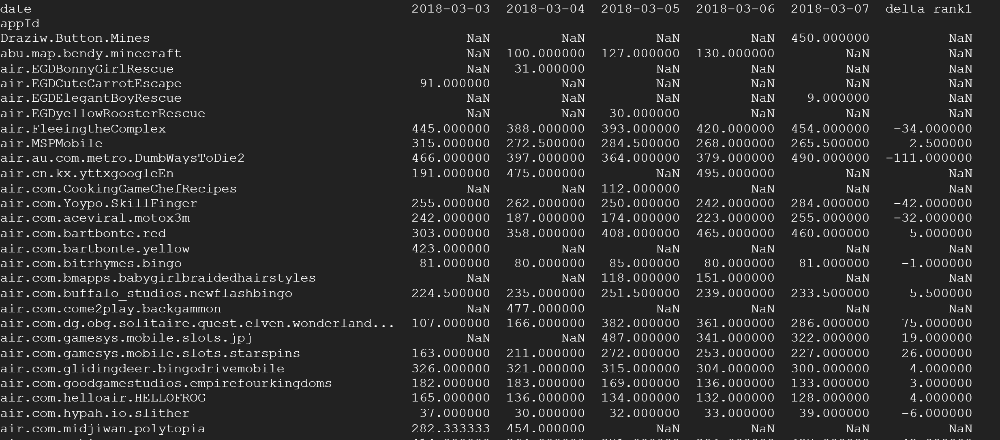 date 2018-03-03 2018-03-04 2018-03-05 2018-03-06 2018-03-07 delta rank1
appId
Draziw.Button.Mines NaN NaN NaN NaN 450.000000 NaN
abu.map.bendy.minecraft NaN 100.000000 127.000000 130.000000 NaN NaN
air.EGDBonnyGirlRescue NaN 31.000000 NaN NaN NaN NaN
air.EGDCuteCarrotEscape 91.000000 NaN NaN NaN NaN NaN
air.EGDElegantBoyRescue NaN NaN NaN NaN 9.000000 NaN
air.EGDyellowRoosterRescue NaN NaN 30.000000 NaN NaN NaN
air.FleeingtheComplex 445.000000 388.000000 393.000000 420.000000 454.000000 -34.000000
air.MSPMobile 315.000000 272.500000 284.500000 268.000000 265.500000 2.500000
air.au.com.metro.DumbWaysToDie2 466.000000 397.000000 364.000000 379.000000 490.000000 -111.000000
air.cn.kx.yttxgoogleEn 191.000000 475.000000 NaN 495.000000 NaN NaN
air.com.CookingGameChefRecipes NaN NaN 112.000000 NaN NaN NaN
air.com.Yoypo.SkillFinger 255.000000 262.000000 250.000000 242.000000 284.000000 -42.000000
air.com.aceviral.motox3m 242.000000 187.000000 174.000000 223.000000 255.000000 -32.000000
air.com.bartbonte.red 303.000000 358.000000 408.000000 465.000000 460.000000 5.000000
air.com.bartbonte.yellow 423.000000 NaN NaN NaN NaN NaN
air.com.bitrhymes.bingo 81.000000 80.000000 85.000000 80.000000 81.000000 -1.000000
air.com.bmapps.babygirlbraidedhairstyles NaN NaN 118.000000 151.000000 NaN NaN
air.com.buffalo_studios.newflashbingo 224.500000 235.000000 251.500000 239.000000 233.500000 5.500000
air.com.come2play.backgammon NaN 477.000000 NaN NaN NaN NaN
air.com.dg.obg.solitaire.quest.elven.wonderland... 107.000000 166.000000 382.000000 361.000000 286.000000 75.000000
air.com.gamesys.mobile.slots.jpj NaN NaN 487.000000 341.000000 322.000000 19.000000
air.com.gamesys.mobile.slots.starspins 163.000000 211.000000 272.000000 253.000000 227.000000 26.000000
air.com.glidingdeer.bingodrivemobile 326.000000 321.000000 315.000000 304.000000 300.000000 4.000000
air.com.goodgamestudios.empirefourkingdoms 182.000000 183.000000 169.000000 136.000000 133.000000 3.000000
air.com.helloair.HELLOFROG 165.000000 136.000000 134.000000 132.000000 128.000000 4.000000
air.com.hypah.io.slither 37.000000 30.000000 32.000000 33.000000 39.000000 -6.000000
air.com.midjiwan.polytopia 282.333333 454.000000 NaN NaN NaN NaN